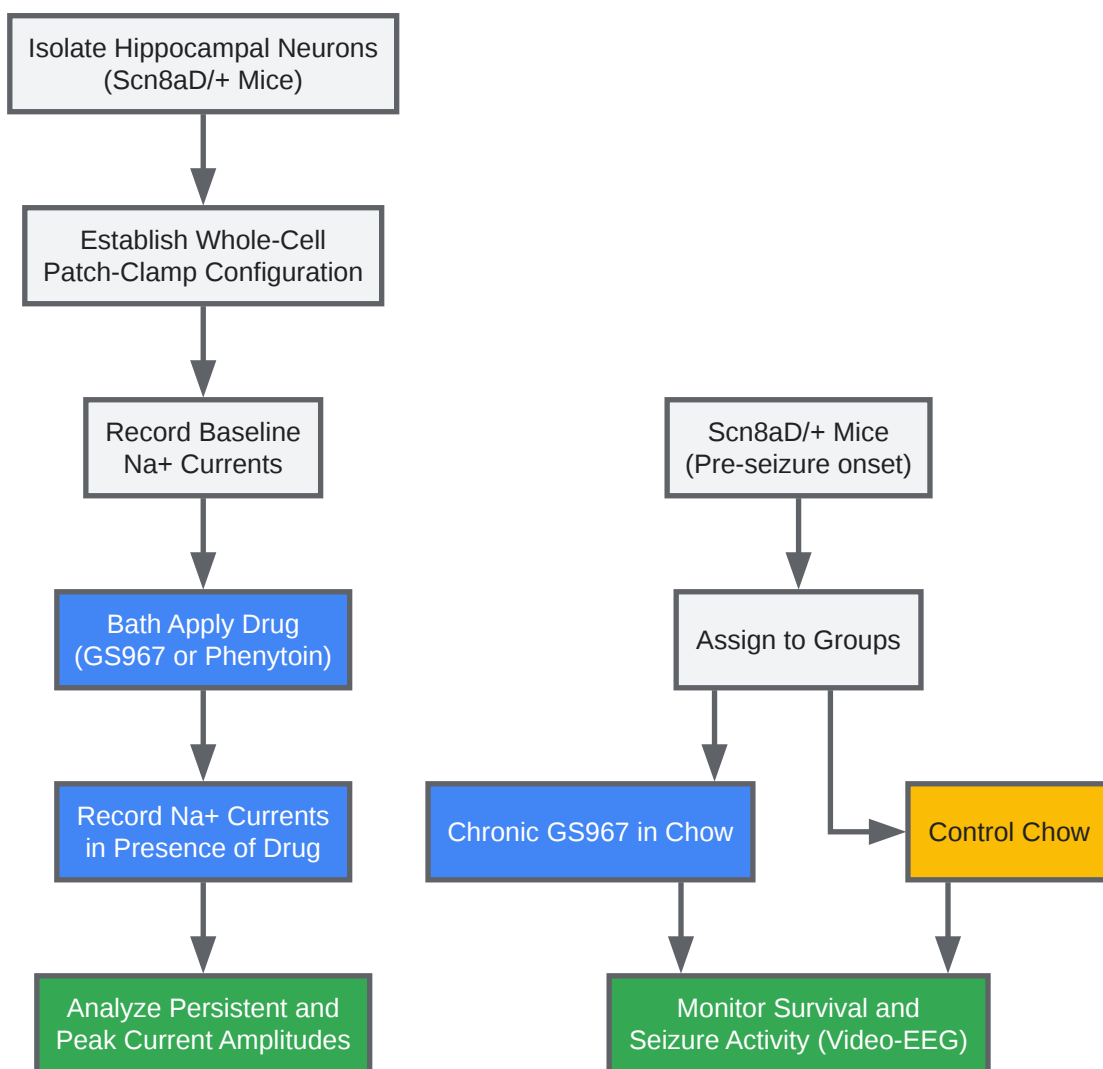 Isolate Hippocampal Neurons
(Scn8aD/+ Mice)
Establish Whole-Cell
Patch-Clamp Configuration
Record Baseline
Na+ Currents
Bath Apply Drug
(GS967 or Phenytoin)
Record Na+ Currents
in Presence of Drug
Analyze Persistent and
Peak Current Amplitudes
Scn8aD/+ Mice
(Pre-seizure onset)
Assign to Groups
Chronic GS967 in Chow
Control Chow
Monitor Survival and
Seizure Activity (Video-EEG)